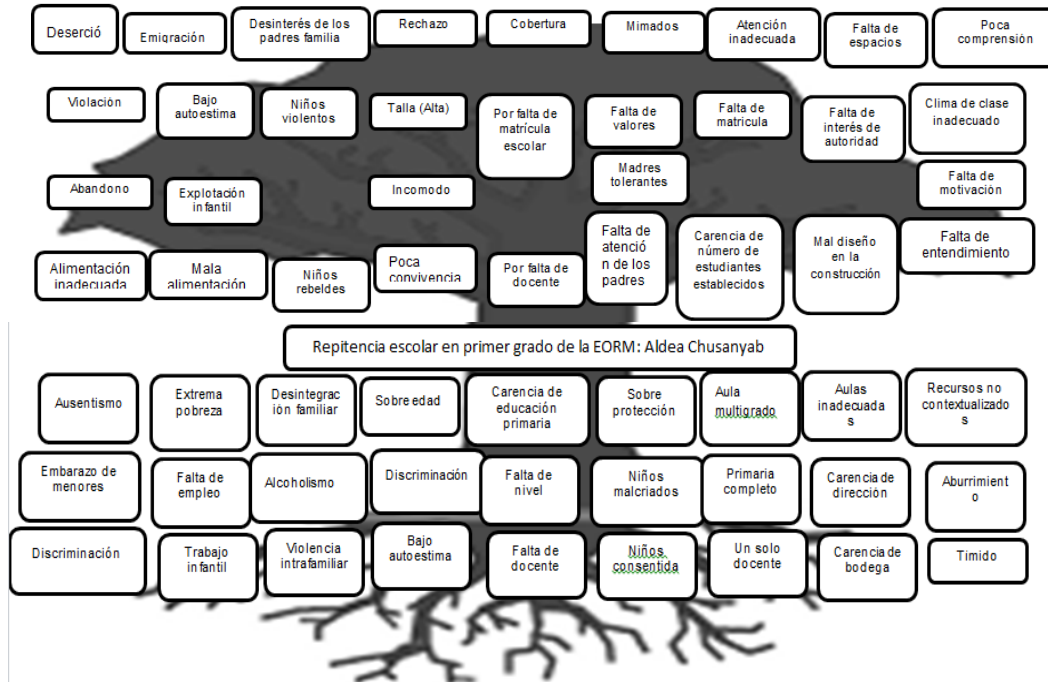 Deserció
Emigración
Desinterés de los
padres familia
Rechazo
Cobertura
Mimados
Atención
inadecuada
Falta de
espacios
Poca
comprensión
Violación
Bajo
autoestima
Niños
violentos
Talla (Alta)
Por falta de
matrícula
escolar
Falta de
valores
Falta de
matricula
Falta de
interés de
autoridad
Clima de clase
inadecuado
Abandono
Explotación
infantil
Incomodo
Madres
tolerantes
Falta de
motivación
Alimentación
inadecuada
Mala
alimentación
Niños
rebeldes
Poca
convivencia
Por falta de
docente
Falta de
atenció
n de los
padres
Carencia de
número de
estudiantes
establecidos
Mal diseño
en la
construcción
Falta de
entendimiento
Repitencia escolar en primer grado de la EORM: Aldea Chusanyab
Ausentismo
Extrema
pobreza
Desintegrac
ión familiar
Sobre edad
Carencia de
educación
primaria
Sobre
protección
Aula
multigrado
Aulas
inadecuada
s
Recursos no
contextualizado
s
Embarazo de
menores
Falta de
empleo
Alcoholismo
Discriminación
Falta de
nivel
Niños
malcriados
Primaria
completo
Carencia de
dirección
Aburrimient
o
Discriminación
Trabajo
infantil
Violencia
intrafamiliar
Bajo
autoestima
Falta de
docente
Niños
consentida
Un solo
docente
Carencia de
bodega
Timido